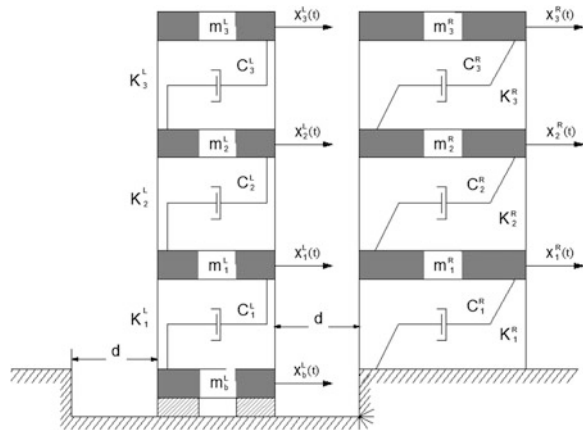 m₃ᴸ X₃ᴸ(t) m₃ᴿ X₃ᴿ(t)
K₃ᴸ C₃ᴸ C₃ᴿ K₃ᴿ
m₂ᴸ X₂ᴸ(t) m₂ᴿ X₂ᴿ(t)
K₂ᴸ C₂ᴸ C₂ᴿ K₂ᴿ
m₁ᴸ X₁ᴸ(t) m₁ᴿ X₁ᴿ(t)
K₁ᴸ C₁ᴸ d C₁ᴿ K₁ᴿ
d
m_bᴸ X_bᴸ(t)